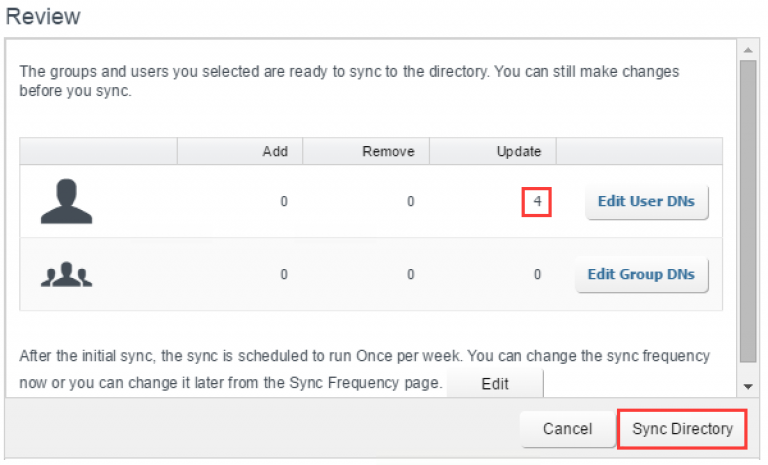 Review
The groups and users you selected are ready to sync to the directory. You can still make changes
before you sync.
Add Remove Update
0 0 4 Edit User DNs
0 0 0 Edit Group DNs
After the initial sync, the sync is scheduled to run Once per week. You can change the sync frequency
now or you can change it later from the Sync Frequency page. Edit
Cancel Sync Directory